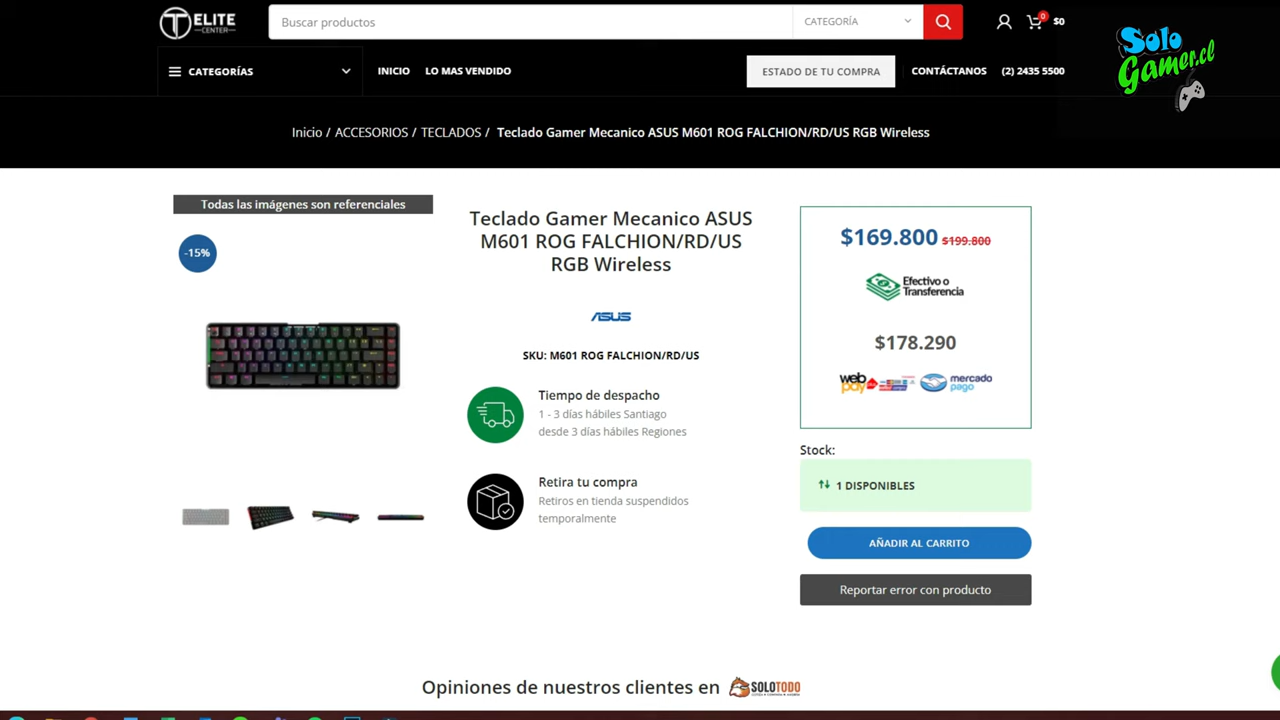 ELITE
CENTER
Buscar productos
CATEGORÍA
0
$0
CATEGORÍAS
INICIO
LO MAS VENDIDO
ESTADO DE TU COMPRA
CONTÁCTANOS
(2) 2435 5500
Solo
Gamer.cl
Inicio / ACCESORIOS / TECLADOS / Teclado Gamer Mecanico ASUS M601 ROG FALCHION/RD/US RGB Wireless
Todas las imágenes son referenciales
-15%
Teclado Gamer Mecanico ASUS
M601 ROG FALCHION/RD/US
RGB Wireless
ASUS
SKU: M601 ROG FALCHION/RD/US
Tiempo de despacho
1 - 3 días hábiles Santiago
desde 3 días hábiles Regiones
Retira tu compra
Retiros en tienda suspendidos
temporalmente
$169.800 $199.800
Efectivo o
Transferencia
$178.290
web
pay
mercado
pago
Stock:
1 DISPONIBLES
AÑADIR AL CARRITO
Reportar error con producto
Opiniones de nuestros clientes en SOLOTODO